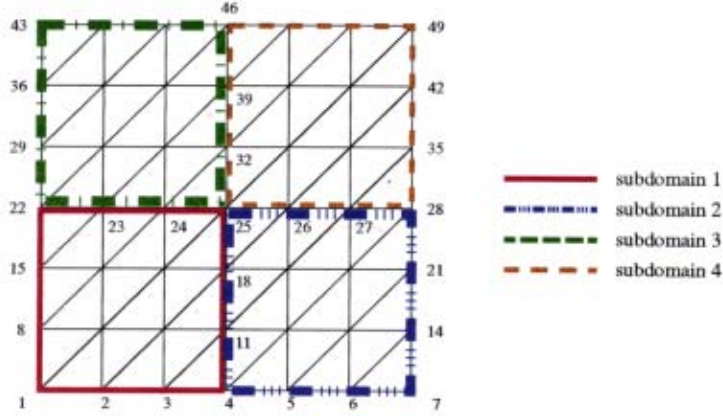 43 46 49
36 39 42
29 32 35
22 23 24 25 26 27 28
15 18 21
8 11 14
1 2 3 4 5 6 7
subdomain 1
subdomain 2
subdomain 3
subdomain 4